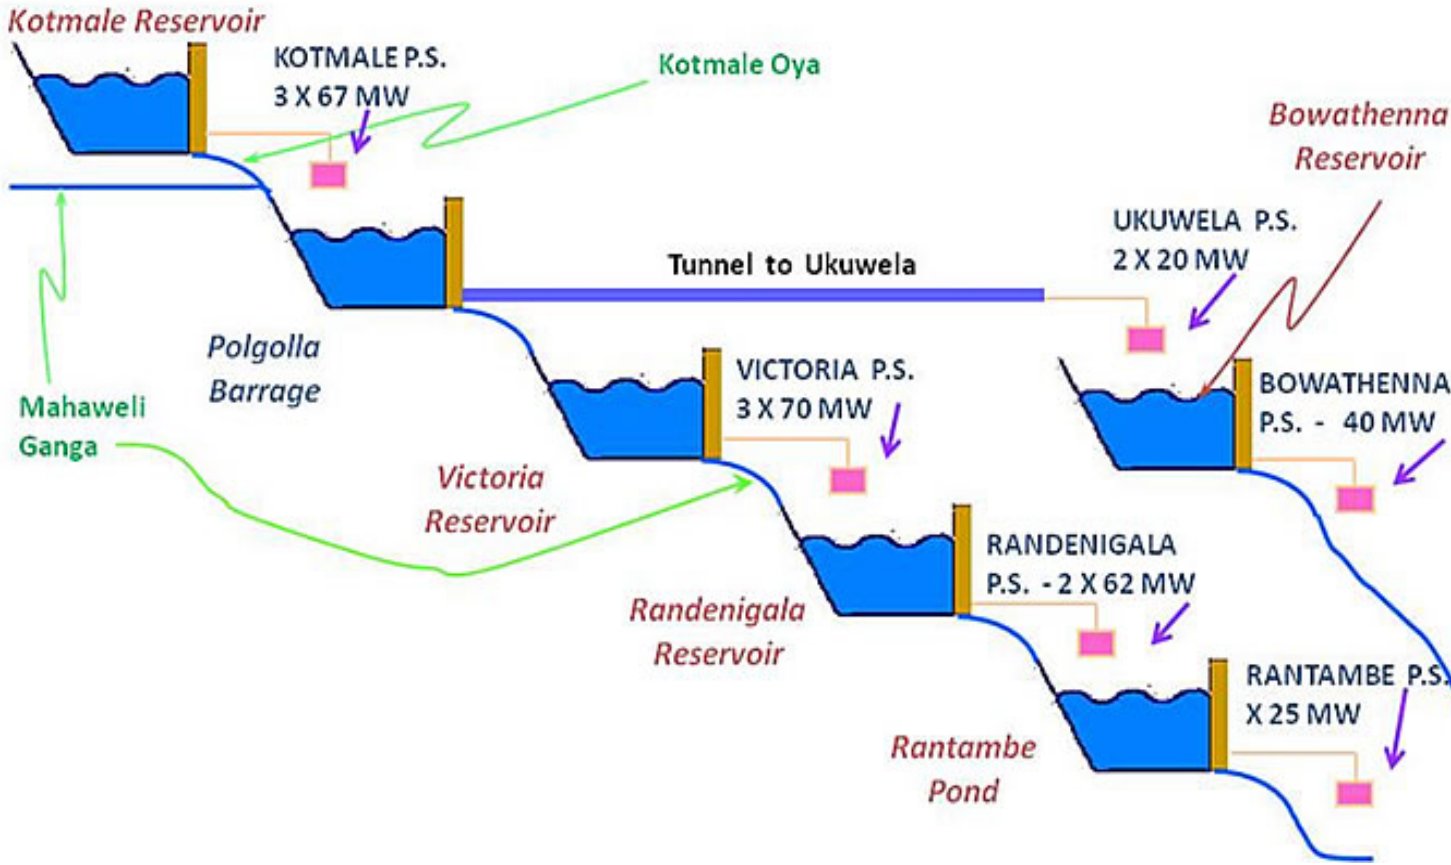 Kotmale Reservoir
KOTMALE P.S.
3 X 67 MW
Kotmale Oya
Bowathenna
Reservoir
UKUWELA P.S.
2 X 20 MW
Tunnel to Ukuwela
Polgolla
Barrage
VICTORIA P.S.
3 X 70 MW
BOWATHENNA
P.S. - 40 MW
Mahaweli
Ganga
Victoria
Reservoir
RANDENIGALA
P.S. - 2 X 62 MW
Randenigala
Reservoir
RANTAMBE P.S.
X 25 MW
Rantambe
Pond